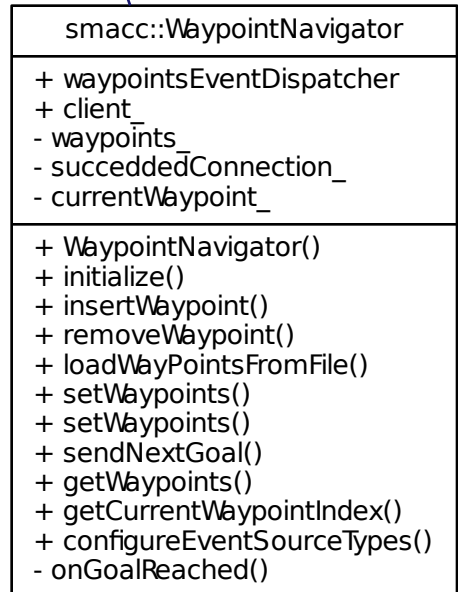 smacc::WaypointNavigator
+ waypointsEventDispatcher
+ client_
- waypoints_
- succeddedConnection_
- currentWaypoint_
+ WaypointNavigator()
+ initialize()
+ insertWaypoint()
+ removeWaypoint()
+ loadWayPointsFromFile()
+ setWaypoints()
+ setWaypoints()
+ sendNextGoal()
+ getWaypoints()
+ getCurrentWaypointIndex()
+ configureEventSourceTypes()
- onGoalReached()